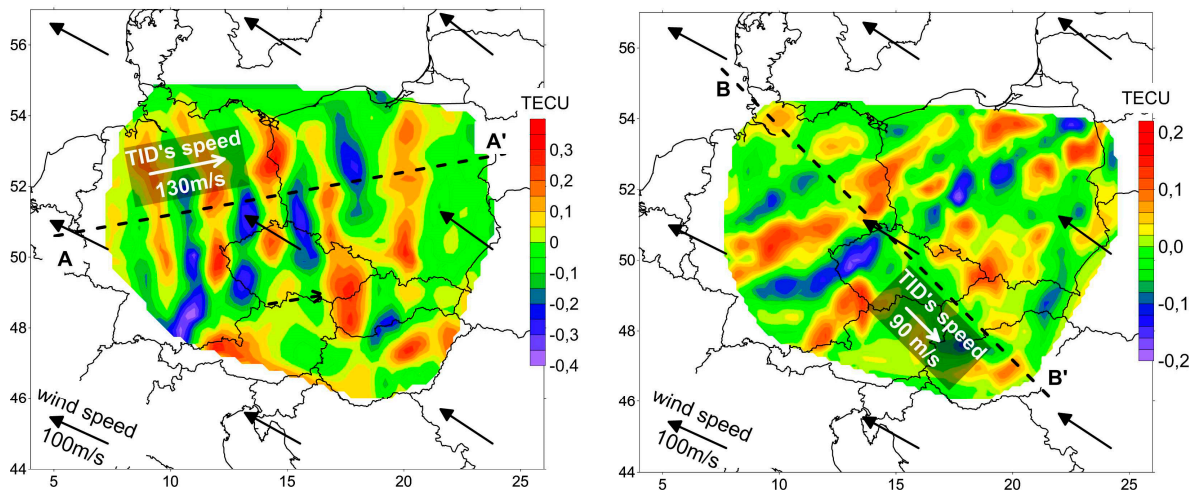 56
54
52
50
48
46
44
5
10
15
20
25
TID's speed
130m/s
A
A'
wind speed
100m/s
TECU
0,3
0,2
0,1
0
-0,1
-0,2
-0,3
-0,4
56
54
52
50
48
46
44
5
10
15
20
25
B
TID's speed
90 m/s
B'
wind speed
100m/s
TECU
0,2
0,1
0,0
-0,1
-0,2